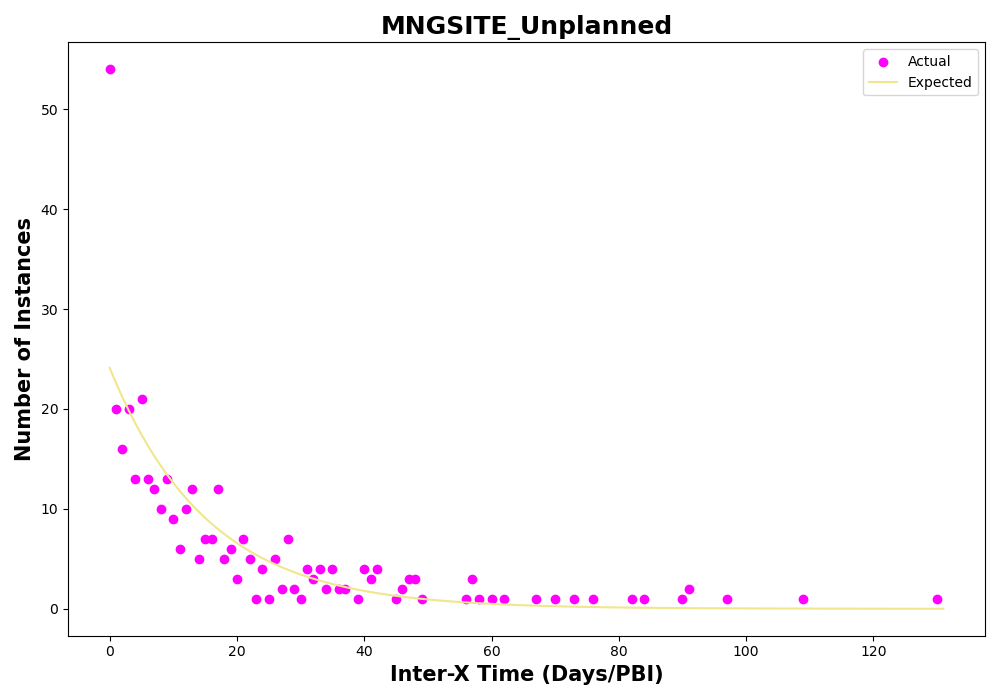 MNGSITE_Unplanned
Actual
Expected
Number of Instances
50
40
30
20
10
0
0 20 40 60 80 100 120
Inter-X Time (Days/PBI)